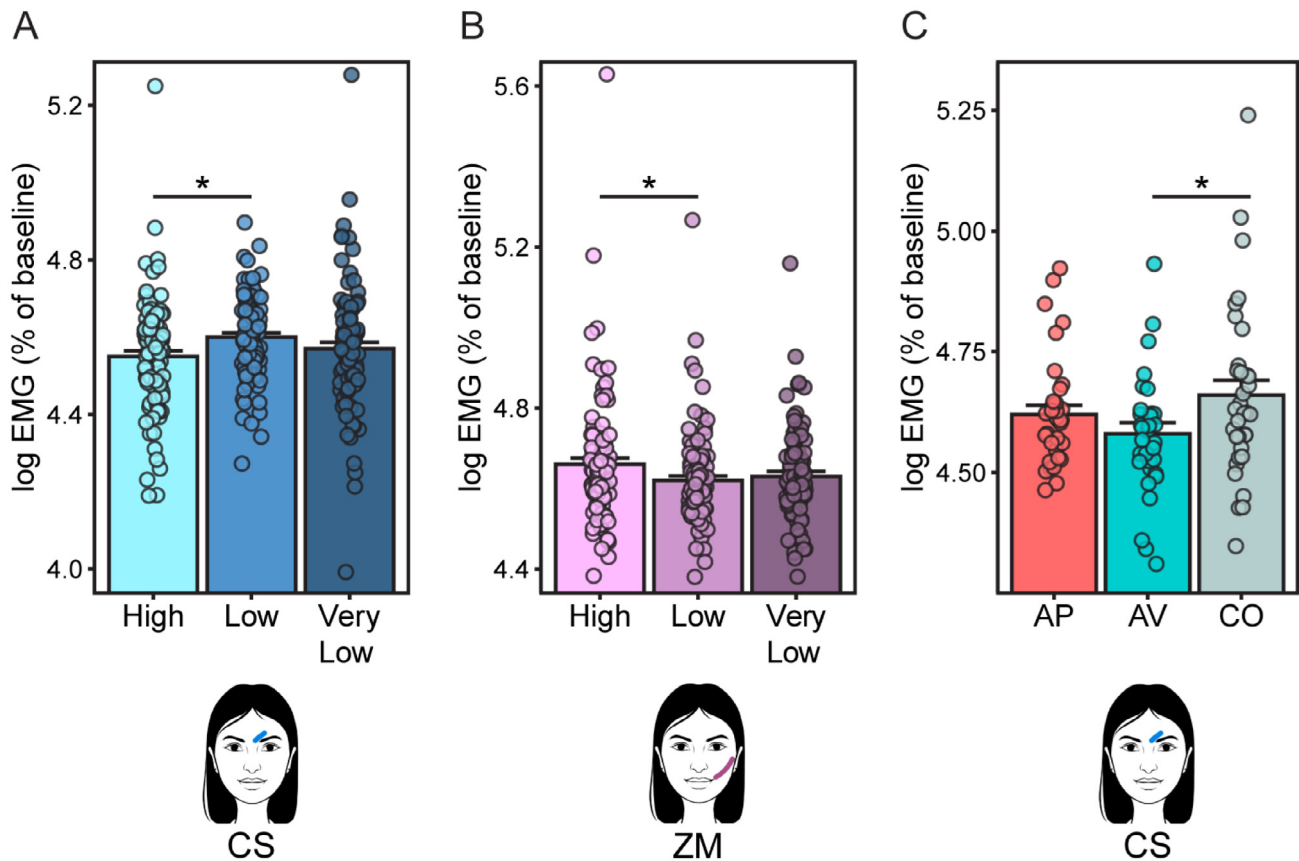 A
log EMG (% of baseline)
5.2
4.8
4.4
4.0
*
High
Low
Very
Low
CS
B
log EMG (% of baseline)
5.6
5.2
4.8
4.4
*
High
Low
Very
Low
ZM
C
log EMG (% of baseline)
5.25
5.00
4.75
4.50
*
AP
AV
CO
CS